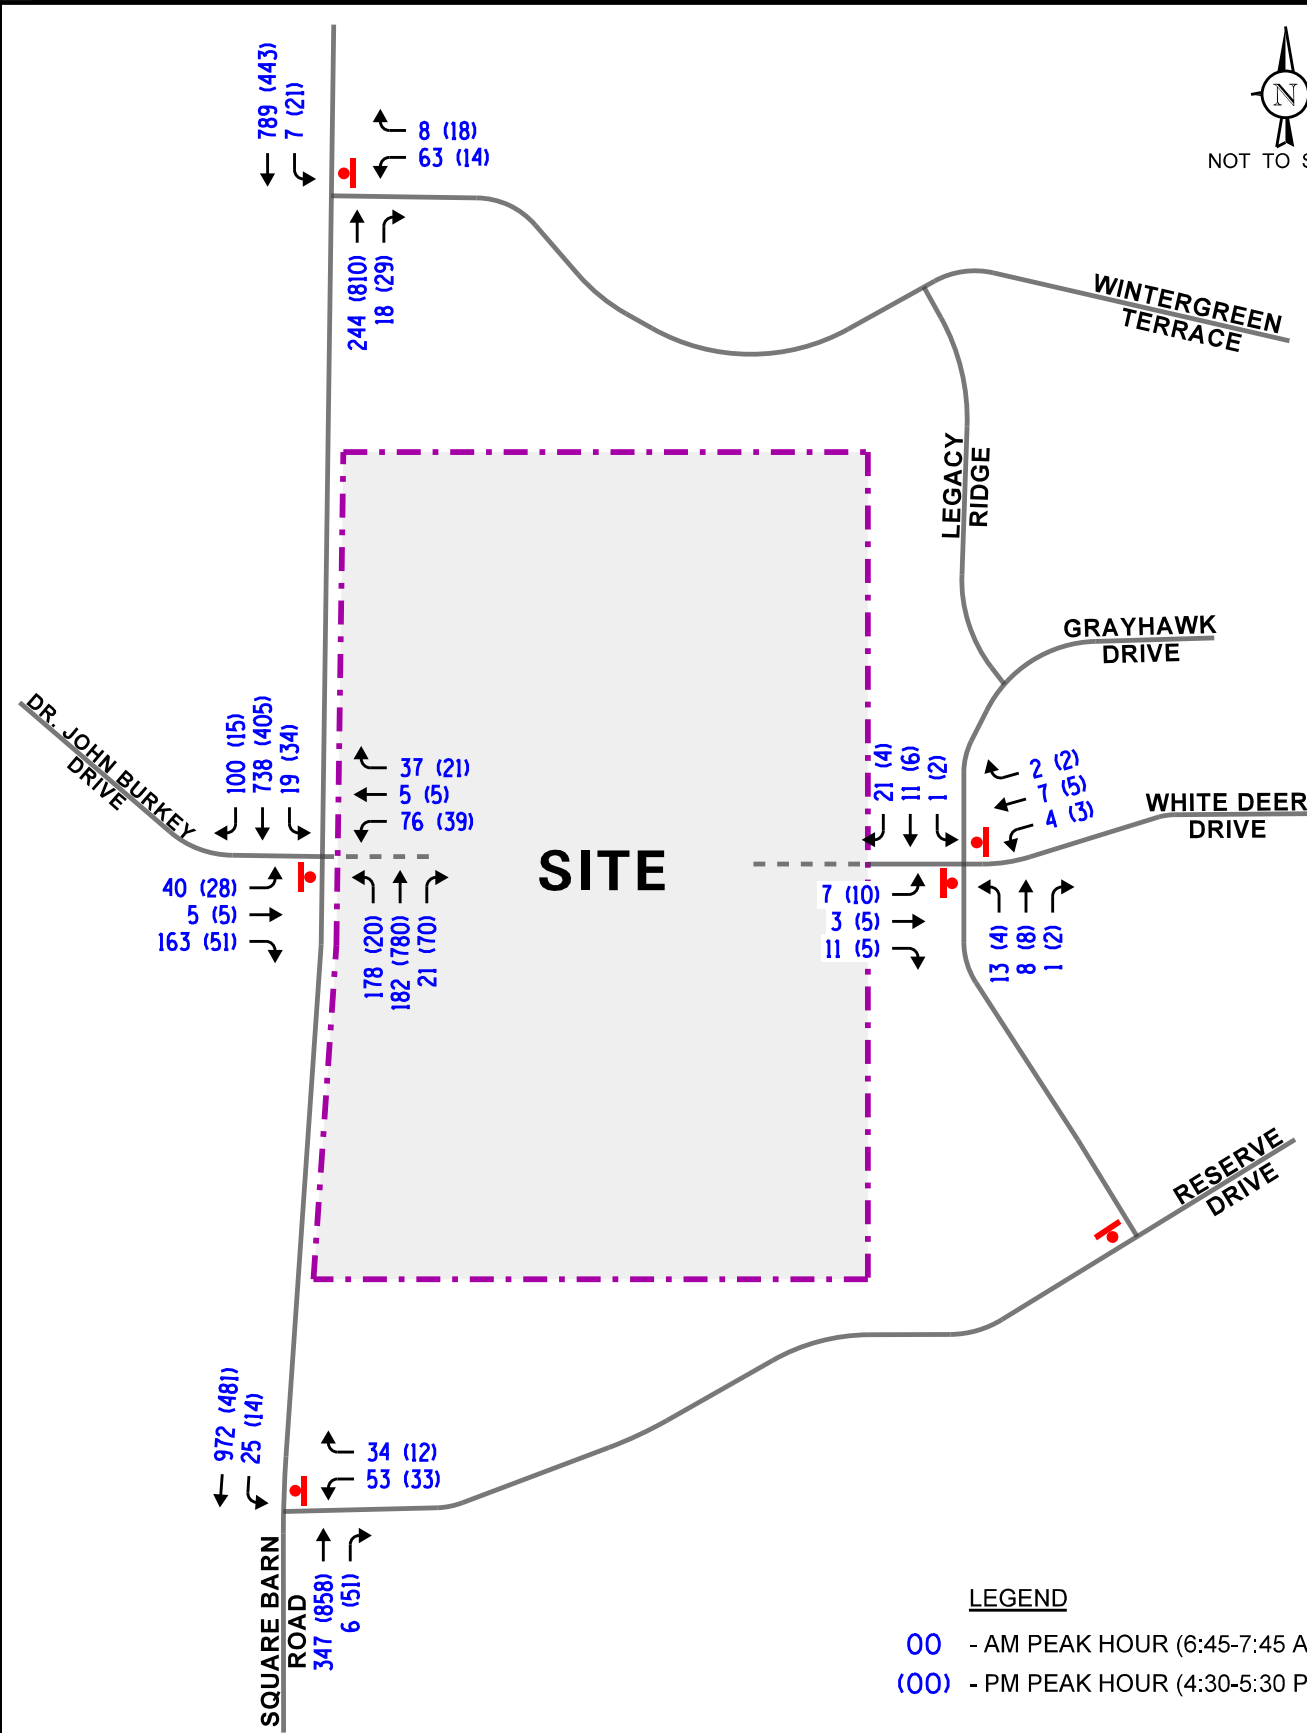 789 (443)
7 (21)
8 (18)
63 (14)
N
NOT TO S
244 (810)
18 (29)
WINTERGREEN
TERRACE
LEGACY
RIDGE
GRAYHAWK
DRIVE
DR. JOHN BURKEY
DRIVE
100 (15)
738 (405)
19 (34)
37 (21)
5 (5)
76 (39)
21 (4)
11 (6)
1 (2)
2 (2)
7 (5)
4 (3)
WHITE DEER
DRIVE
SITE
40 (28)
5 (5)
163 (51)
178 (20)
182 (780)
21 (70)
7 (10)
3 (5)
11 (5)
13 (4)
8 (8)
1 (2)
RESERVE
DRIVE
972 (481)
25 (14)
34 (12)
53 (33)
SQUARE BARN
ROAD
347 (858)
6 (51)
LEGEND
00 - AM PEAK HOUR (6:45-7:45 A
(00) - PM PEAK HOUR (4:30-5:30 P